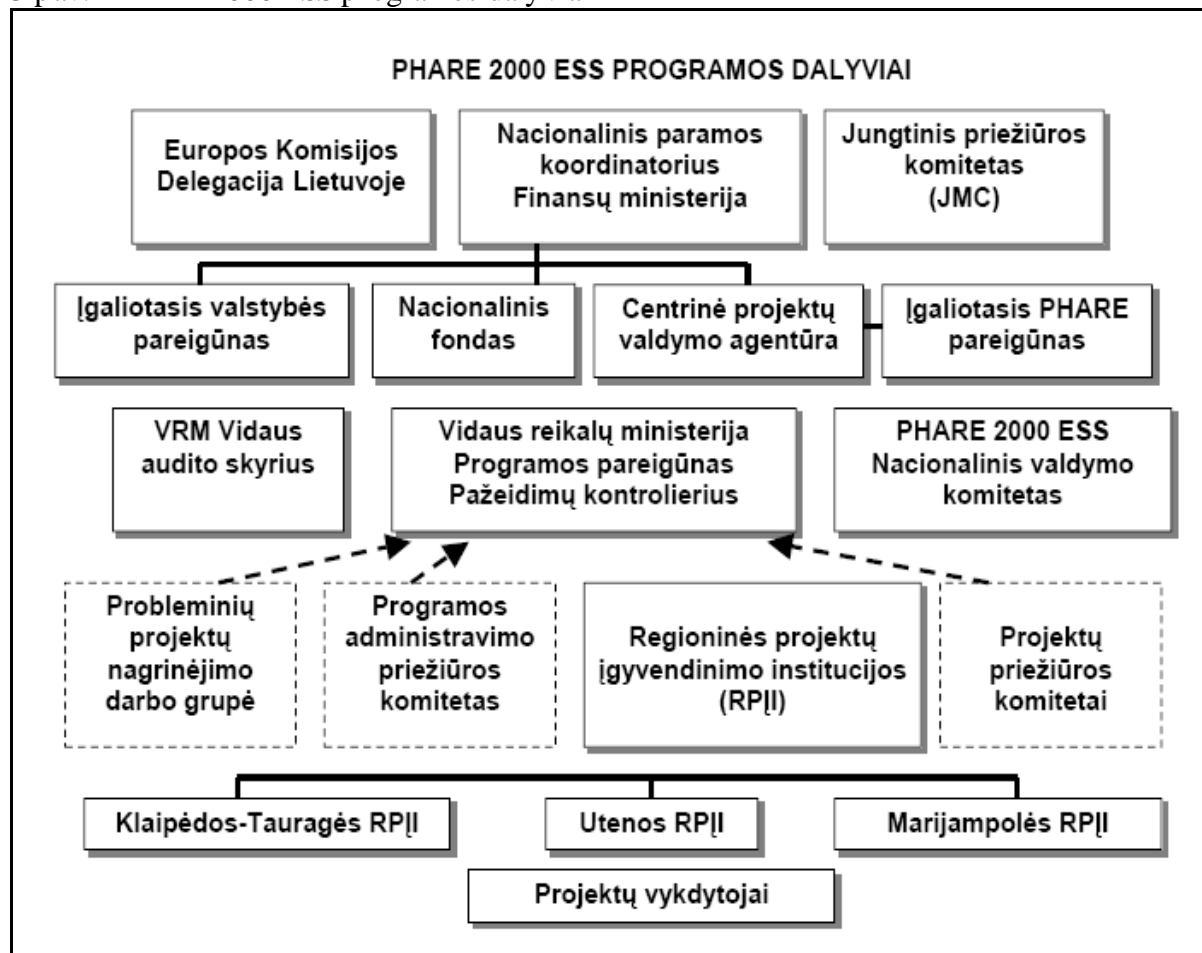 PHARE 2000 ESS PROGRAMOS DALYVIAI
Europos Komisijos
Delegacija Lietuvoje
Nacionalinis paramos
koordinatorius
Finansų ministerija
Jungtinis priežiūros
komitetas
(JMC)
Įgaliotasis valstybės
pareigūnas
Nacionalinis
fondas
Centrinė projektų
valdymo agentūra
Įgaliotasis PHARE
pareigūnas
VRM Vidaus
audito skyrius
Vidaus reikalų ministerija
Programos pareigūnas
Pažeidimų kontrolierius
PHARE 2000 ESS
Nacionalinis valdymo
komitetas
Probleminių
projektų
nagrinėjimo
darbo grupė
Programos
administravimo
priežiūros
komitetas
Regioninės projektų
įgyvendinimo institucijos
(RPĮI)
Projektų
priežiūros
komitetai
Klaipėdos-Tauragės RPĮI
Utenos RPĮI
Marijampolės RPĮI
Projektų vykdytojai